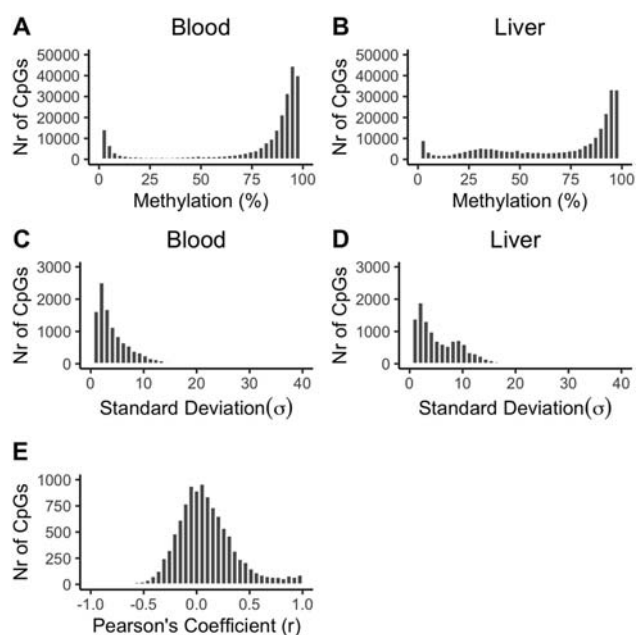 A Blood B Liver
Nr of CpGs
50000
40000
30000
20000
10000
0
0 25 50 75 100
Methylation (%)
Nr of CpGs
50000
40000
30000
20000
10000
0
0 25 50 75 100
Methylation (%)
C Blood D Liver
Nr of CpGs
3000
2000
1000
0
0 10 20 30 40
Standard Deviation(σ)
Nr of CpGs
3000
2000
1000
0
0 10 20 30 40
Standard Deviation(σ)
E
Nr of CpGs
1000
750
500
250
0
-1.0 -0.5 0.0 0.5 1.0
Pearson's Coefficient (r)